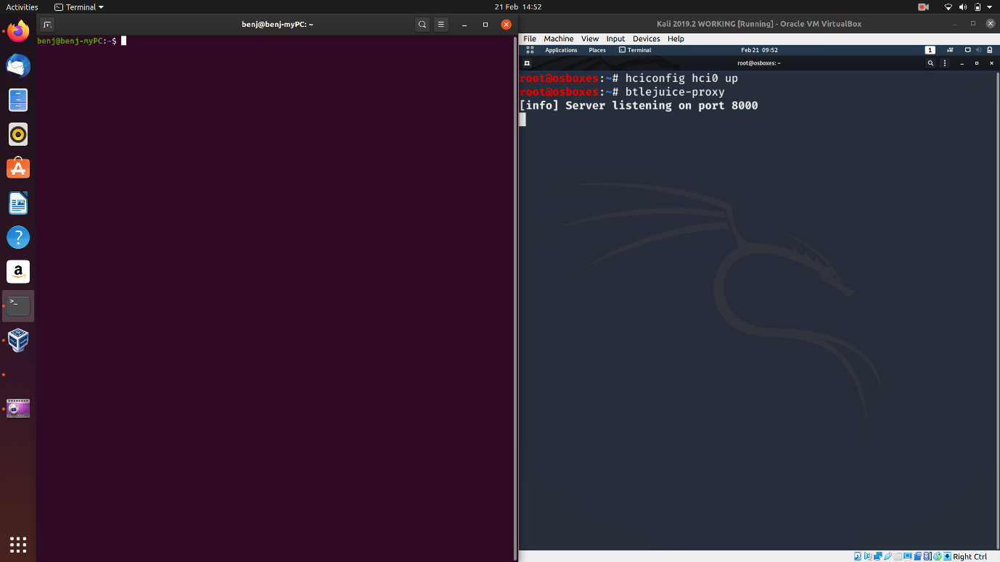 Activities Terminal 21 Feb 14:52
benj@benj-myPC: ~
benj@benj-myPC:~$
>_
a
?
Kali 2019.2 WORKING [Running] - Oracle VM VirtualBox
File Machine View Input Devices Help
Applications Places Terminal Feb 21 09:52 1
root@osboxes: ~
root@osboxes:~# hciconfig hci0 up
root@osboxes:~# btlejuice-proxy
[info] Server listening on port 8000
Right Ctrl